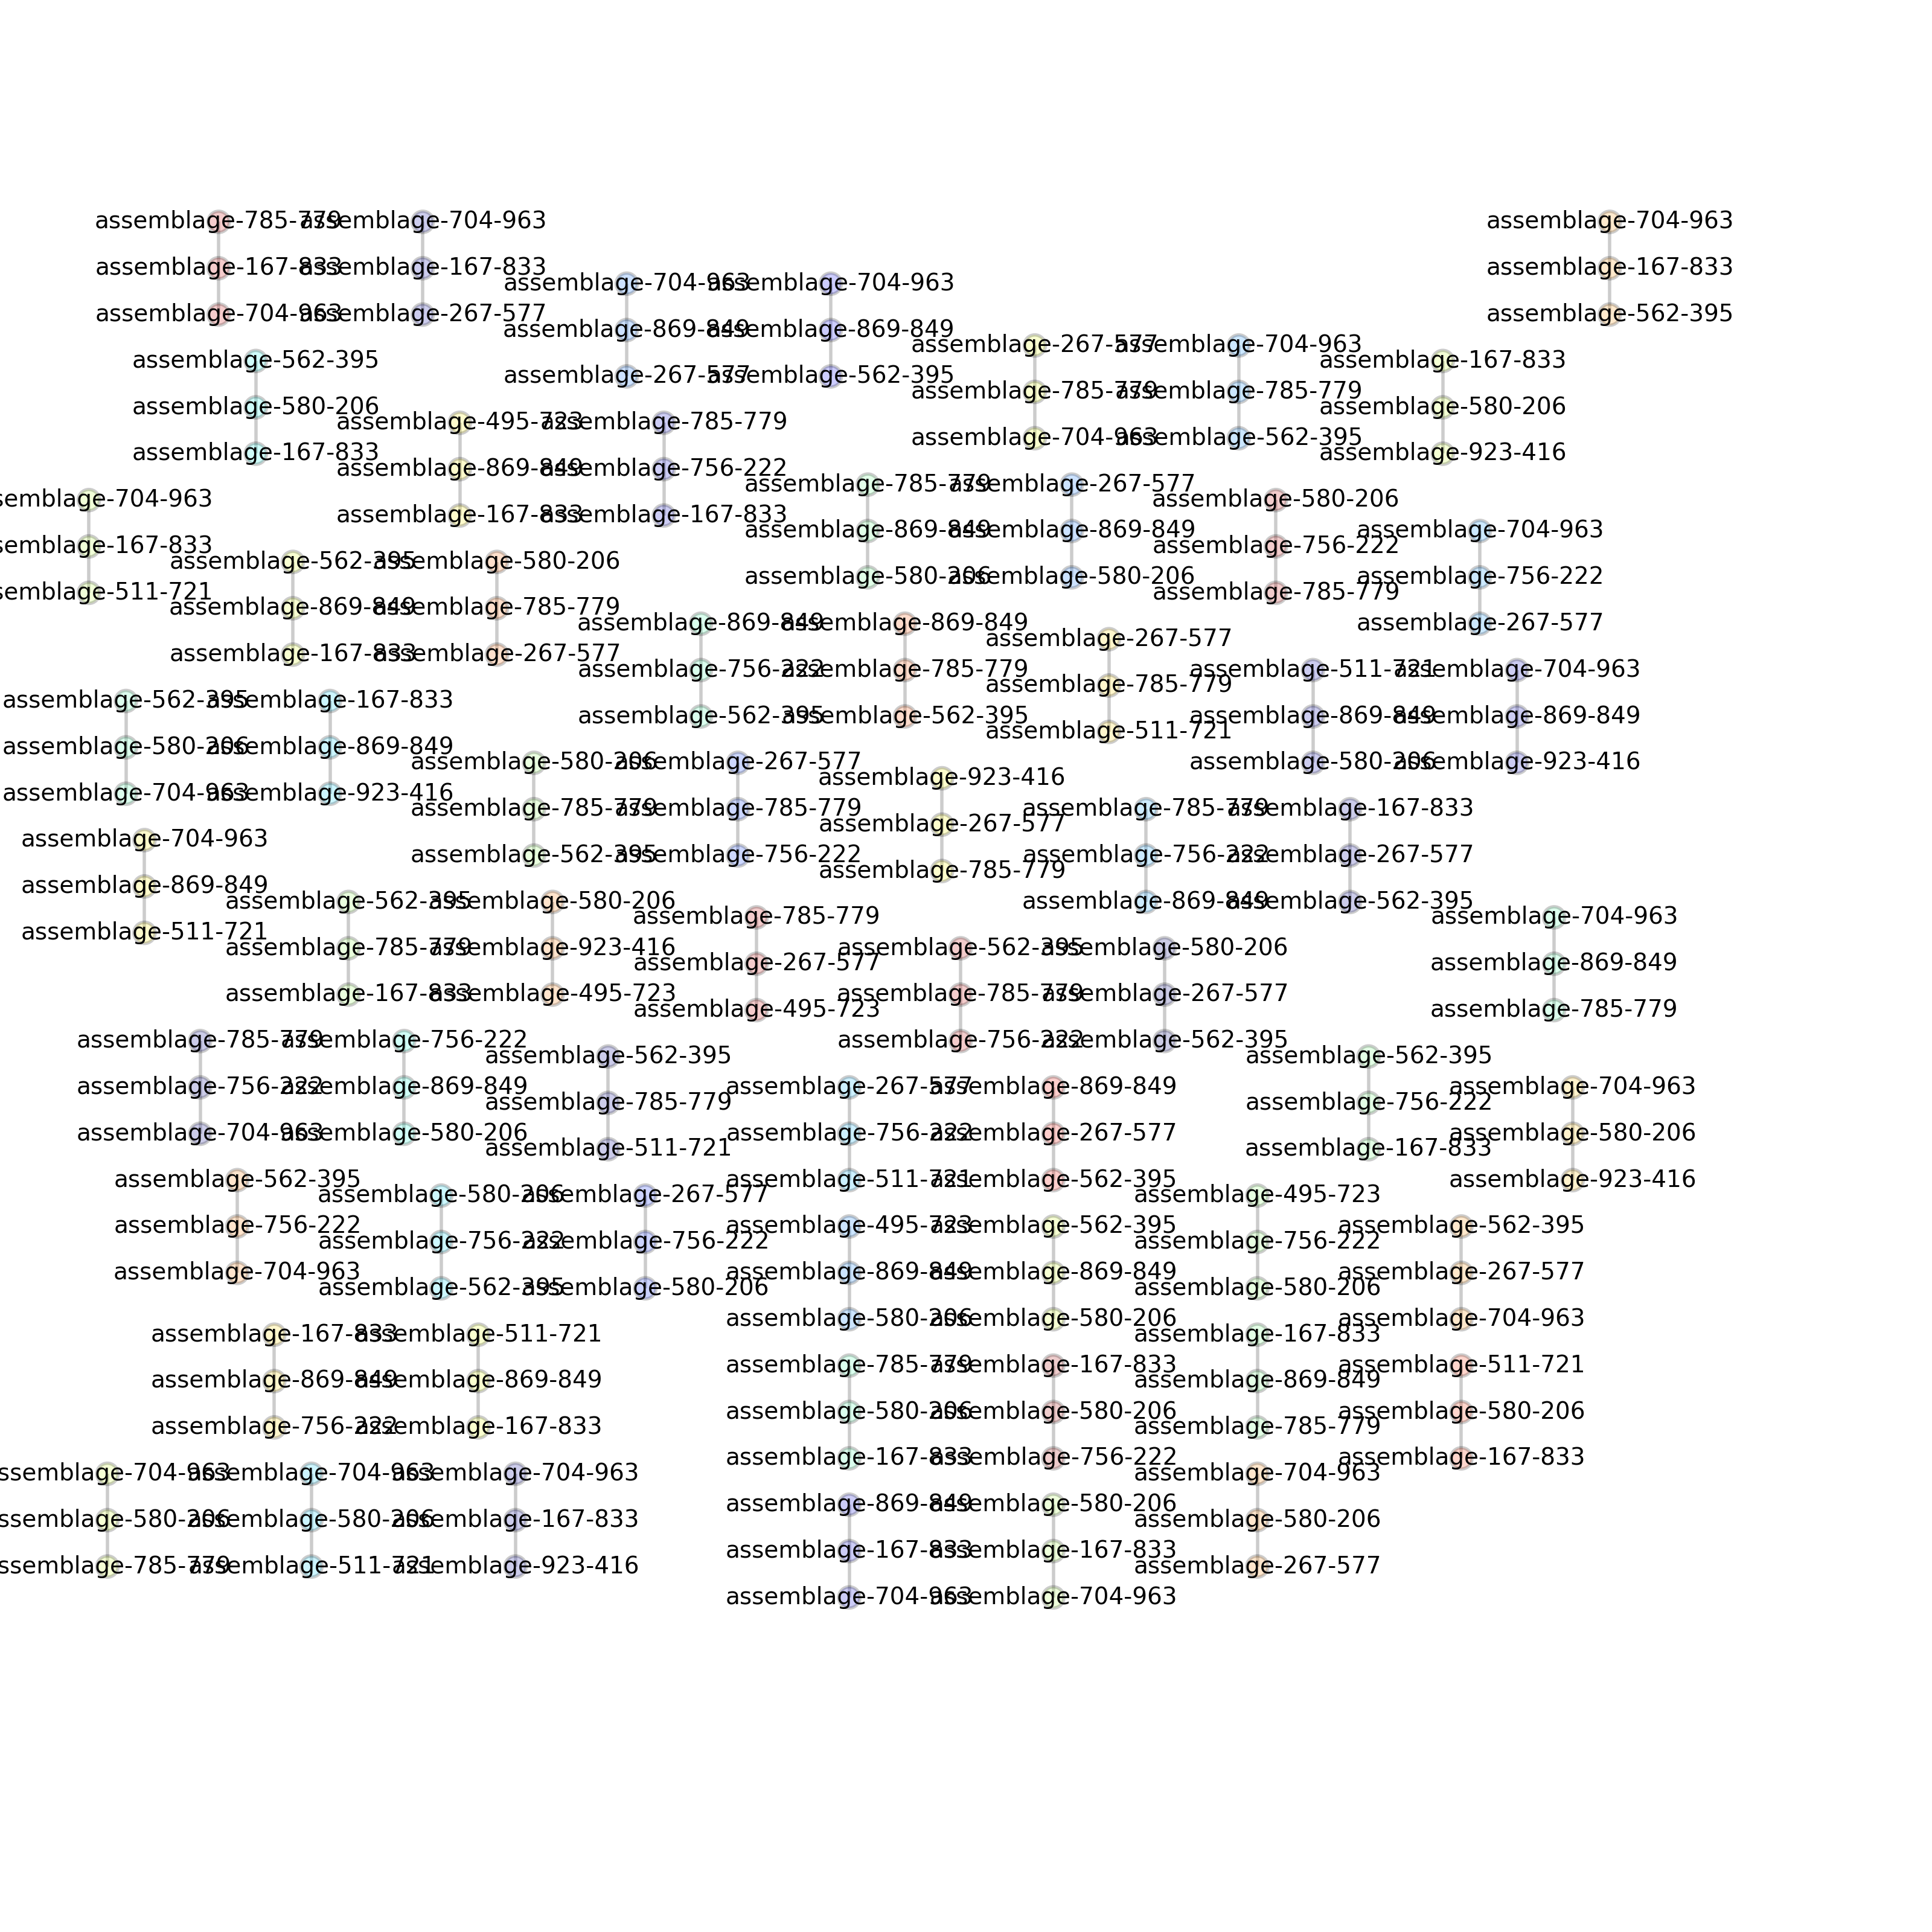 assemblage-785-779
assemblage-167-833
assemblage-704-963
assemblage-704-963
assemblage-167-833
assemblage-267-577
assemblage-704-963
assemblage-869-849
assemblage-267-577
assemblage-704-963
assemblage-869-849
assemblage-562-395
assemblage-704-963
assemblage-167-833
assemblage-562-395
assemblage-267-577
assemblage-785-779
assemblage-704-963
assemblage-704-963
assemblage-785-779
assemblage-562-395
assemblage-167-833
assemblage-580-206
assemblage-923-416
assemblage-562-395
assemblage-580-206
assemblage-167-833
assemblage-495-723
assemblage-869-849
assemblage-167-833
assemblage-785-779
assemblage-756-222
assemblage-167-833
assemblage-785-779
assemblage-869-849
assemblage-580-206
assemblage-267-577
assemblage-869-849
assemblage-580-206
assemblage-580-206
assemblage-756-222
assemblage-785-779
assemblage-704-963
assemblage-756-222
assemblage-267-577
semblage-704-963
semblage-167-833
semblage-511-721
assemblage-562-395
assemblage-869-849
assemblage-167-833
assemblage-580-206
assemblage-785-779
assemblage-267-577
assemblage-869-849
assemblage-756-222
assemblage-562-395
assemblage-869-849
assemblage-785-779
assemblage-562-395
assemblage-267-577
assemblage-785-779
assemblage-511-721
assemblage-511-721
assemblage-869-849
assemblage-580-206
assemblage-704-963
assemblage-869-849
assemblage-923-416
assemblage-562-395
assemblage-580-206
assemblage-704-963
assemblage-167-833
assemblage-869-849
assemblage-923-416
assemblage-580-206
assemblage-785-779
assemblage-562-395
assemblage-267-577
assemblage-785-779
assemblage-756-222
assemblage-923-416
assemblage-267-577
assemblage-785-779
assemblage-785-779
assemblage-756-222
assemblage-869-849
assemblage-167-833
assemblage-267-577
assemblage-562-395
assemblage-704-963
assemblage-869-849
assemblage-511-721
assemblage-562-395
assemblage-785-779
assemblage-167-833
assemblage-580-206
assemblage-923-416
assemblage-495-723
assemblage-785-779
assemblage-267-577
assemblage-495-723
assemblage-562-395
assemblage-785-779
assemblage-756-222
assemblage-580-206
assemblage-267-577
assemblage-562-395
assemblage-704-963
assemblage-869-849
assemblage-785-779
assemblage-785-779
assemblage-756-222
assemblage-704-963
assemblage-756-222
assemblage-869-849
assemblage-580-206
assemblage-562-395
assemblage-785-779
assemblage-511-721
assemblage-267-577
assemblage-756-222
assemblage-511-721
assemblage-869-849
assemblage-267-577
assemblage-562-395
assemblage-562-395
assemblage-756-222
assemblage-167-833
assemblage-704-963
assemblage-580-206
assemblage-923-416
assemblage-562-395
assemblage-756-222
assemblage-704-963
assemblage-580-206
assemblage-756-222
assemblage-562-395
assemblage-267-577
assemblage-756-222
assemblage-580-206
assemblage-495-723
assemblage-869-849
assemblage-580-206
assemblage-562-395
assemblage-869-849
assemblage-580-206
assemblage-495-723
assemblage-756-222
assemblage-580-206
assemblage-562-395
assemblage-267-577
assemblage-704-963
assemblage-167-833
assemblage-869-849
assemblage-756-222
assemblage-511-721
assemblage-869-849
assemblage-167-833
assemblage-785-779
assemblage-580-206
assemblage-167-833
assemblage-167-833
assemblage-580-206
assemblage-756-222
assemblage-167-833
assemblage-869-849
assemblage-785-779
assemblage-511-721
assemblage-580-206
assemblage-167-833
ssemblage-704-963
ssemblage-580-206
ssemblage-785-779
assemblage-704-963
assemblage-580-206
assemblage-511-721
assemblage-704-963
assemblage-167-833
assemblage-923-416
assemblage-869-849
assemblage-167-833
assemblage-704-963
assemblage-580-206
assemblage-167-833
assemblage-704-963
assemblage-704-963
assemblage-580-206
assemblage-267-577